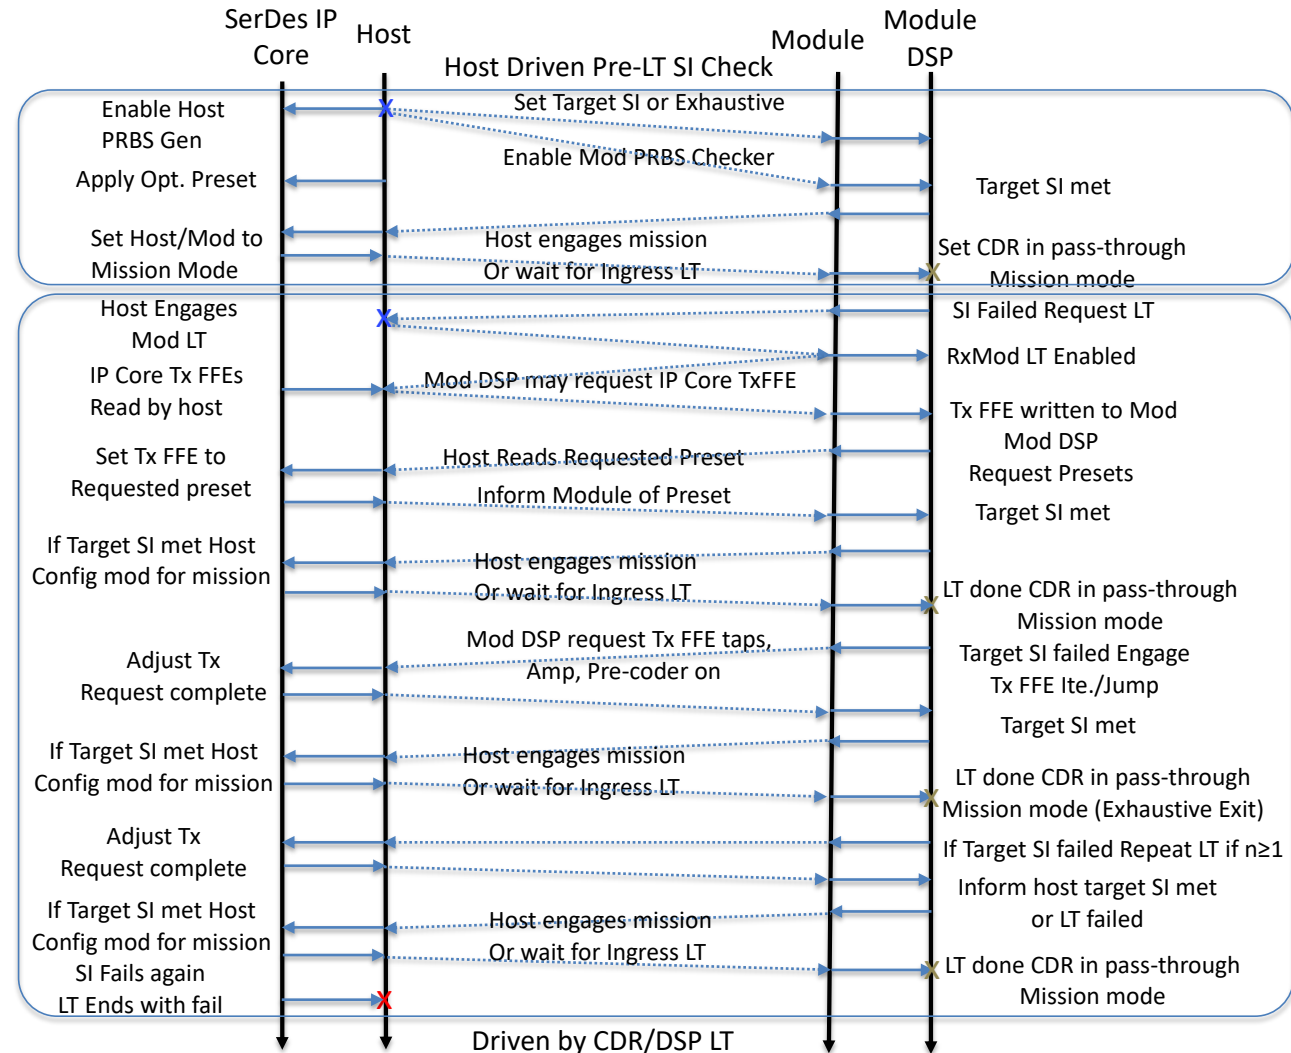 SerDes IP
Core
Host
Module
Module
DSP
Host Driven Pre-LT SI Check
Enable Host
PRBS Gen
Set Target SI or Exhaustive
X
Enable Mod PRBS Checker
Apply Opt. Preset
Target SI met
Set Host/Mod to
Mission Mode
Host engages mission
Or wait for Ingress LT
Set CDR in pass-through
Mission mode
X
Host Engages
Mod LT
X
SI Failed Request LT
RxMod LT Enabled
IP Core Tx FFEs
Read by host
Mod DSP may request IP Core TxFFE
Tx FFE written to Mod
Mod DSP
Request Presets
Set Tx FFE to
Requested preset
Host Reads Requested Preset
Inform Module of Preset
Target SI met
If Target SI met Host
Config mod for mission
Host engages mission
Or wait for Ingress LT
X
LT done CDR in pass-through
Mission mode
Adjust Tx
Request complete
Mod DSP request Tx FFE taps,
Amp, Pre-coder on
Target SI failed Engage
Tx FFE Ite./Jump
Target SI met
If Target SI met Host
Config mod for mission
Host engages mission
Or wait for Ingress LT
X
LT done CDR in pass-through
Mission mode (Exhaustive Exit)
Adjust Tx
Request complete
If Target SI failed Repeat LT if n≥1
Inform host target SI met
or LT failed
If Target SI met Host
Config mod for mission
Host engages mission
Or wait for Ingress LT
X
LT done CDR in pass-through
Mission mode
SI Fails again
LT Ends with fail
X
Driven by CDR/DSP LT